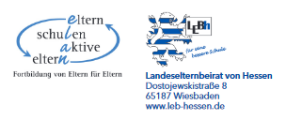 eltern
schulen
aktive
eltern
Fortbildung von Eltern für Eltern
LEBh
für eine
bessere Schule
Landeselternbeirat von Hessen
Dostojewskistraße 8
65187 Wiesbaden
www.leb-hessen.de